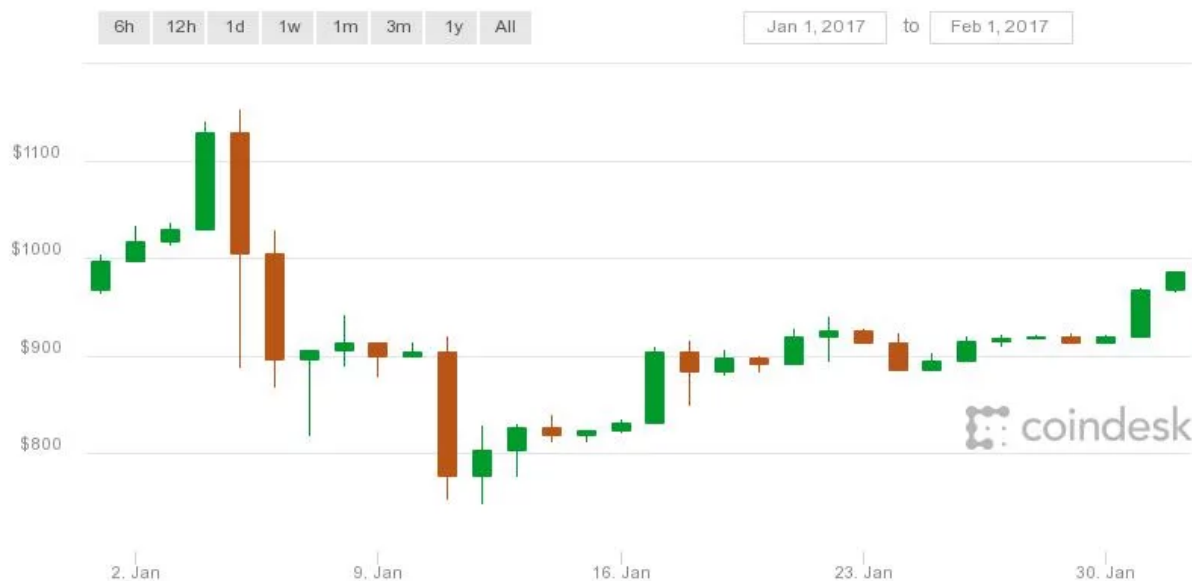 6h 12h 1d 1w 1m 3m 1y All Jan 1, 2017 to Feb 1, 2017
$1100
$1000
$900
$800
coindesk
2. Jan 9. Jan 16. Jan 23. Jan 30. Jan